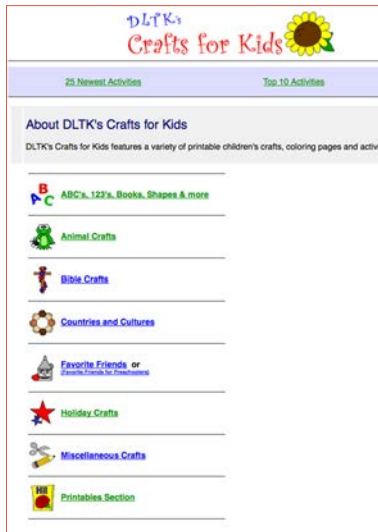 DLTK's
Crafts for Kids
25 Newest Activities
Top 10 Activities
About DLTK's Crafts for Kids
DLTK's Crafts for Kids features a variety of printable children's crafts, coloring pages and activ
A B C
ABC's, 123's, Books, Shapes & more
Animal Crafts
Bible Crafts
Countries and Cultures
Favorite Friends or
(Favorite Friends for Preschoolers)
Holiday Crafts
Miscellaneous Crafts
Hi!
Printables Section